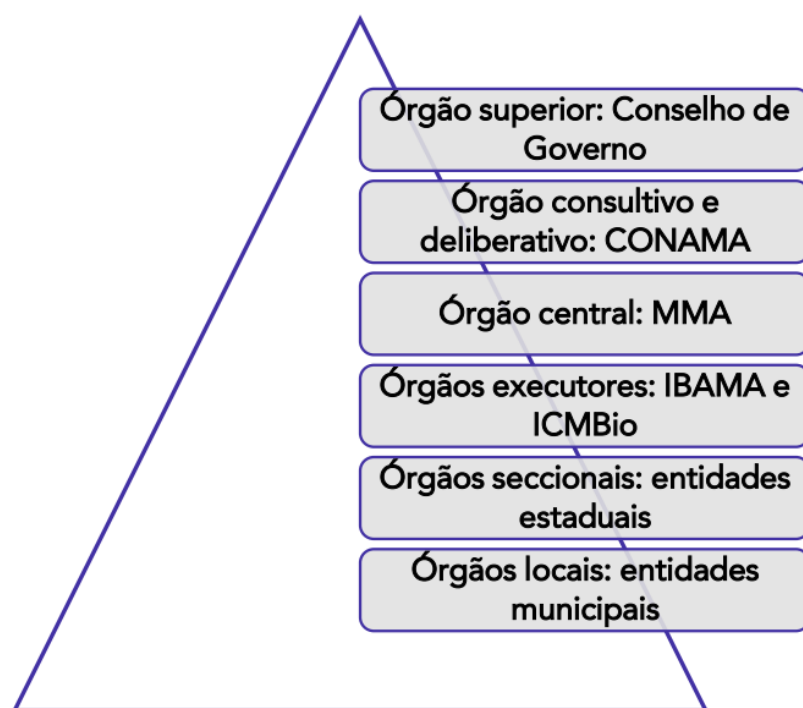 Órgão superior: Conselho de
Governo
Órgão consultivo e
deliberativo: CONAMA
Órgão central: MMA
Órgãos executores: IBAMA e
ICMBio
Órgãos seccionais: entidades
estaduais
Órgãos locais: entidades
municipais